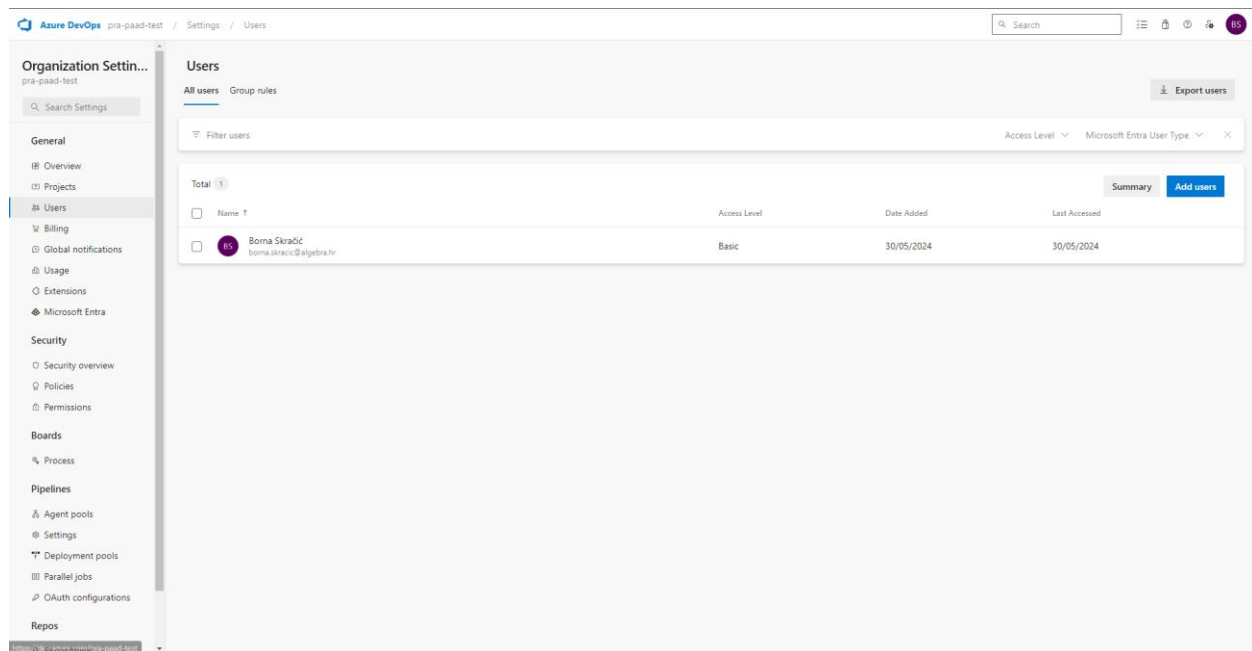 Azure DevOps pra-paad-test / Settings / Users
Search
BS
Organization Settin...
pra-paad-test
Search Settings
General
Overview
Projects
Users
Billing
Global notifications
Usage
Extensions
Microsoft Entra
Security
Security overview
Policies
Permissions
Boards
Process
Pipelines
Agent pools
Settings
Deployment pools
Parallel jobs
OAuth configurations
Repos
Users
All users Group rules
Export users
Filter users
Access Level Microsoft Entra User Type
Total 1
Summary Add users
Name ↑ Access Level Date Added Last Accessed
BS Borna Skračić Basic 30/05/2024 30/05/2024
borna.skracic@algebra.hr